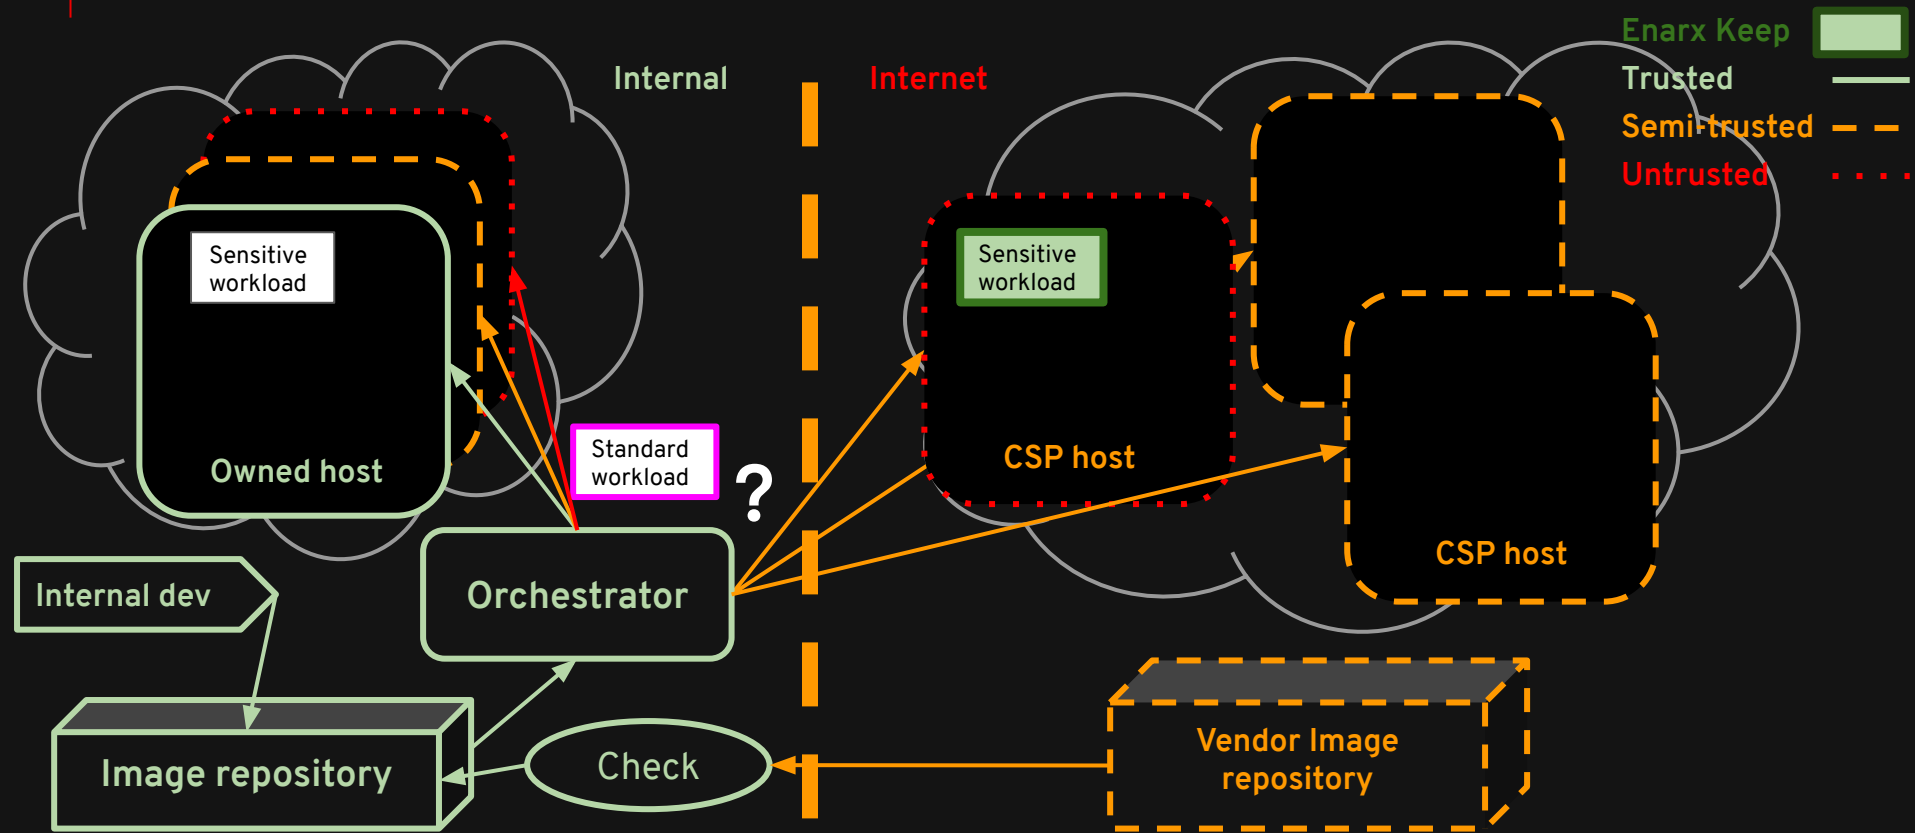 Enarx Keep
Internal
Internet
Trusted
Semi-trusted
Untrusted
Sensitive
workload
Sensitive
workload
Standard
workload
?
Owned host
CSP host
CSP host
Internal dev
Orchestrator
Image repository
Check
Vendor Image
repository